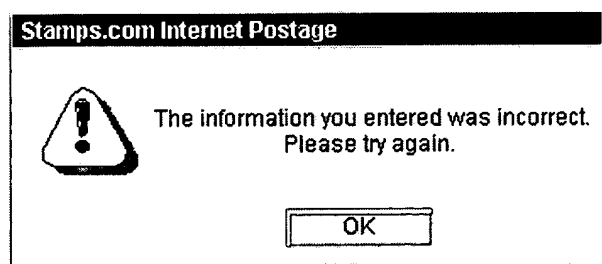 Stamps.com Internet Postage
The information you entered was incorrect.
Please try again.
OK